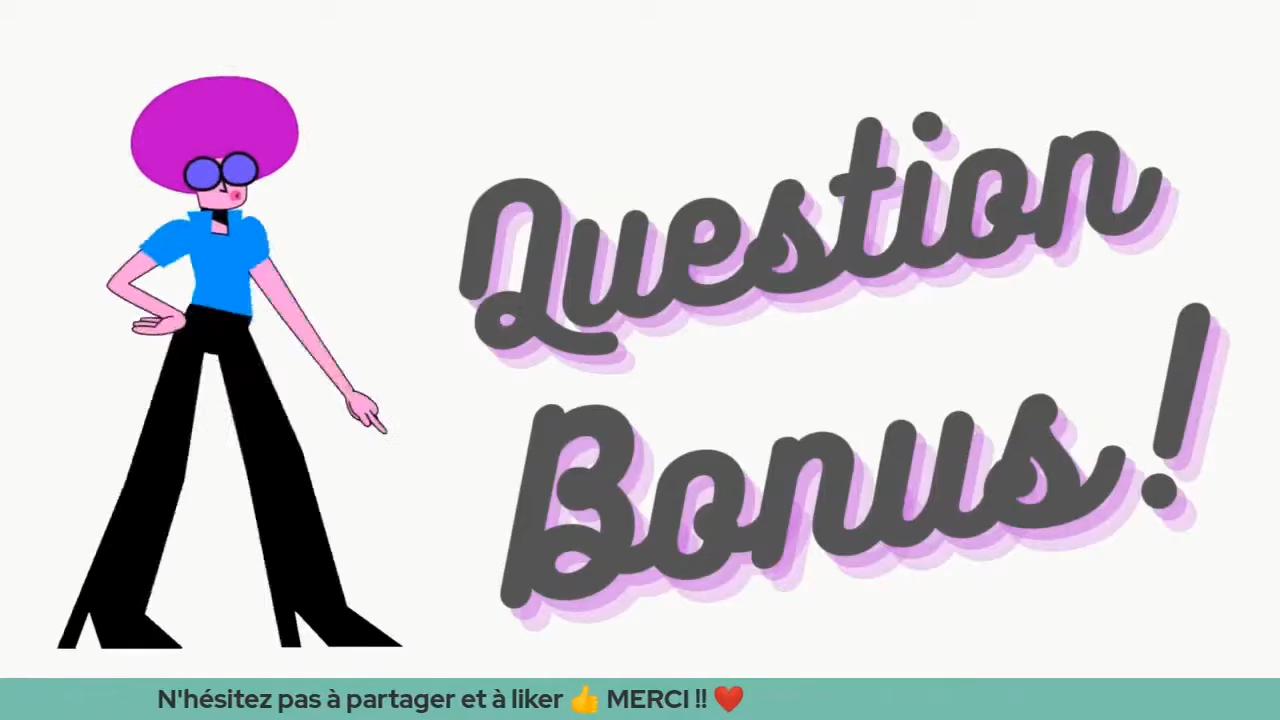 Question
Bonus!
N'hésitez pas à partager et à liker 👍 MERCI !! ❤️